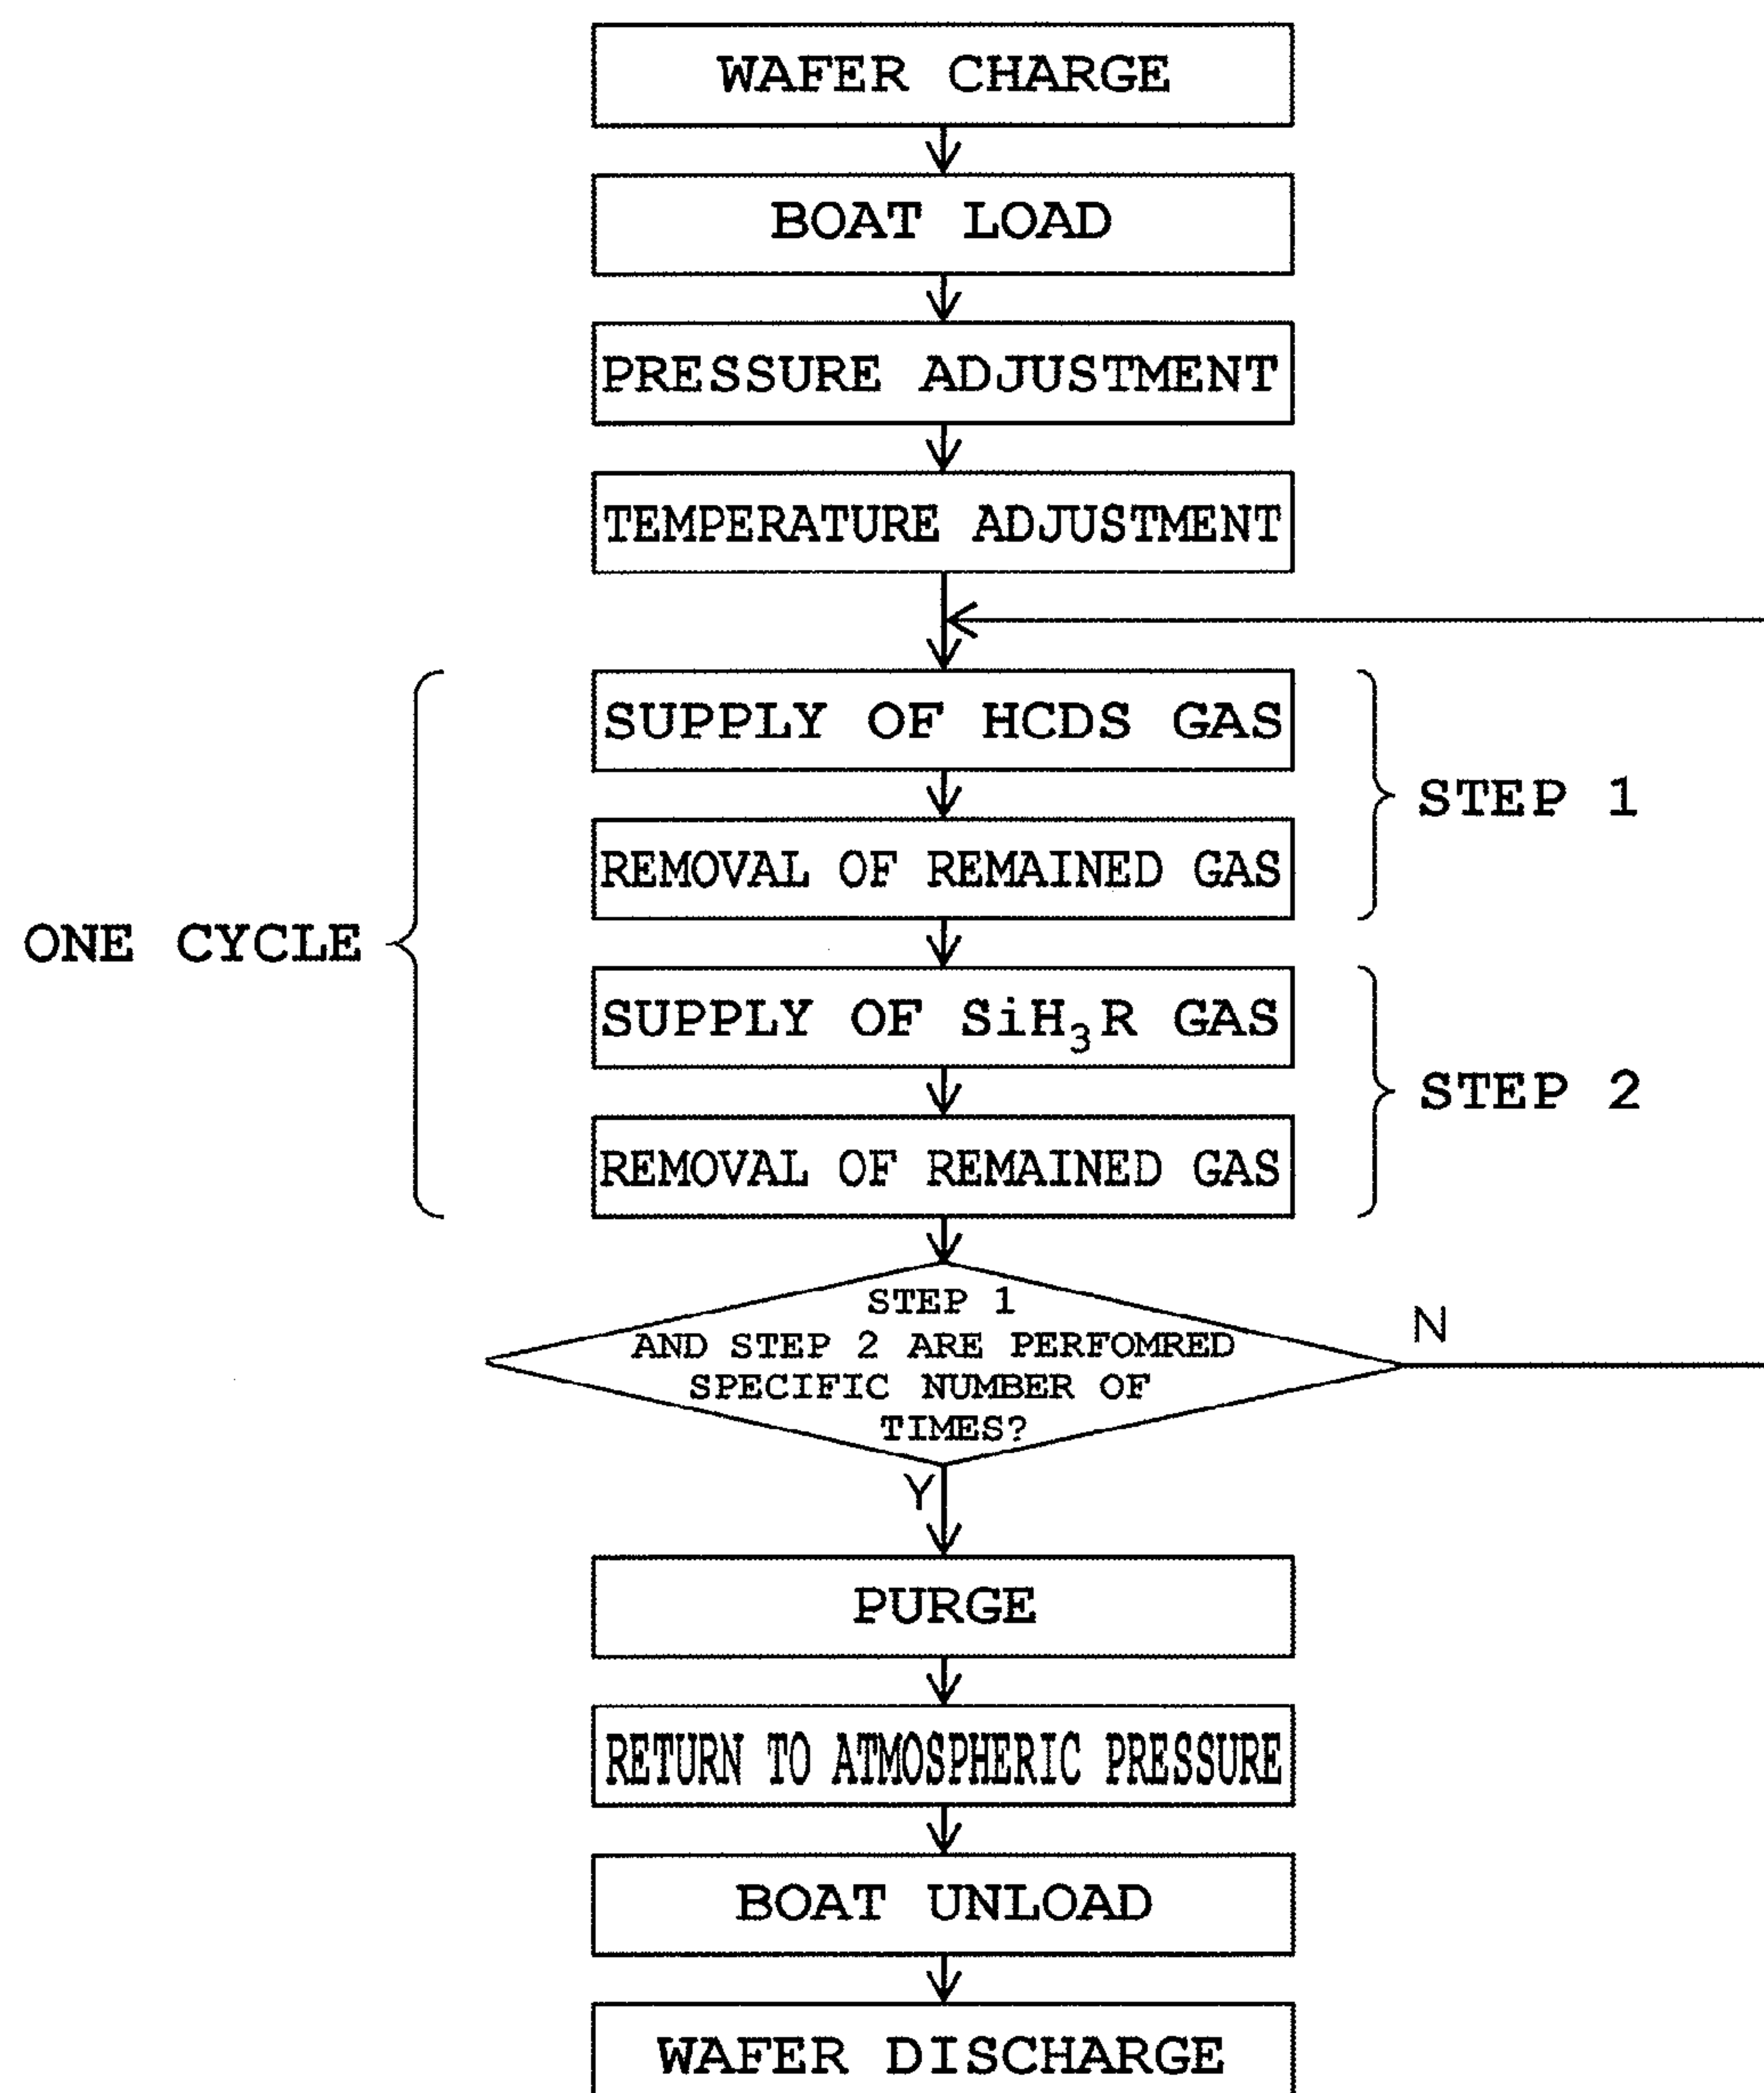 WAFER CHARGE
BOAT LOAD
PRESSURE ADJUSTMENT
TEMPERATURE ADJUSTMENT
SUPPLY OF HCDS GAS
STEP 1
REMOVAL OF REMAINED GAS
ONE CYCLE
SUPPLY OF SiH₃R GAS
STEP 2
REMOVAL OF REMAINED GAS
STEP 1
AND STEP 2 ARE PERFOMRED
SPECIFIC NUMBER OF
TIMES?
N
Y
PURGE
RETURN TO ATMOSPHERIC PRESSURE
BOAT UNLOAD
WAFER DISCHARGE